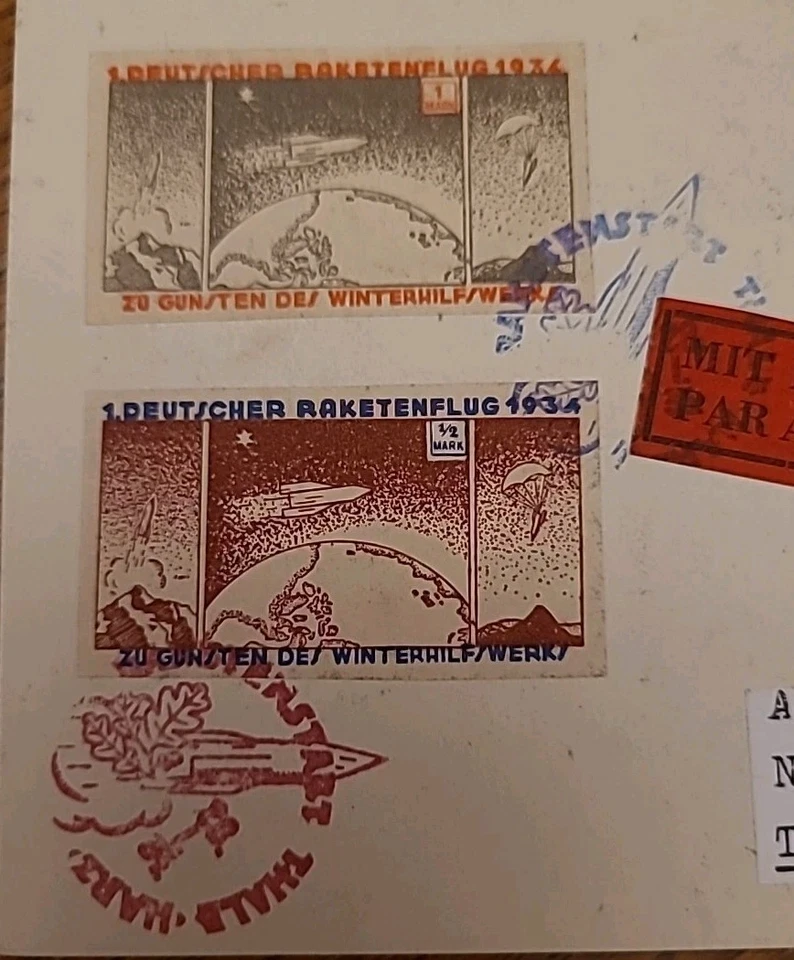 1. DEUTSCHER RAKETENFLUG 1934
1
MARK
ZU GUNSTEN DES WINTERHILFSWERKS
RAKETENSTART
MIT
PAR A
1. DEUTSCHER RAKETENFLUG 1934
1/2
MARK
ZU GUNSTEN DES WINTERHILFSWERKS
A
N
T
THALE · HARZ